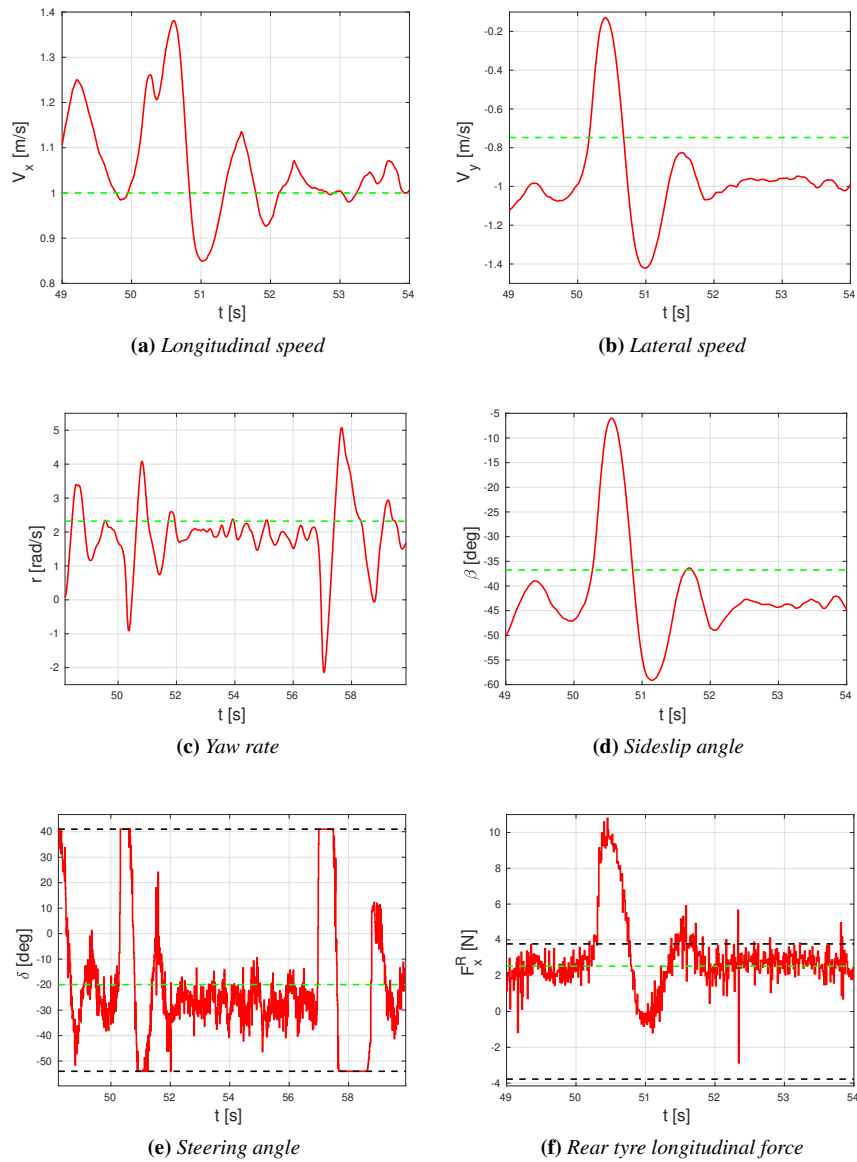 1.4
1.3
1.2
1.1
1
0.9
0.8
V_x [m/s]
49 50 51 52 53 54
t [s]
(a) Longitudinal speed
-0.2
-0.4
-0.6
-0.8
-1
-1.2
-1.4
V_y [m/s]
49 50 51 52 53 54
t [s]
(b) Lateral speed
5
4
3
2
1
0
-1
-2
r [rad/s]
50 52 54 56 58
t [s]
(c) Yaw rate
-5
-10
-15
-20
-25
-30
-35
-40
-45
-50
-55
-60
β [deg]
49 50 51 52 53 54
t [s]
(d) Sideslip angle
40
30
20
10
0
-10
-20
-30
-40
-50
δ [deg]
50 52 54 56 58
t [s]
(e) Steering angle
10
8
6
4
2
0
-2
-4
F_x^R [N]
49 50 51 52 53 54
t [s]
(f) Rear tyre longitudinal force